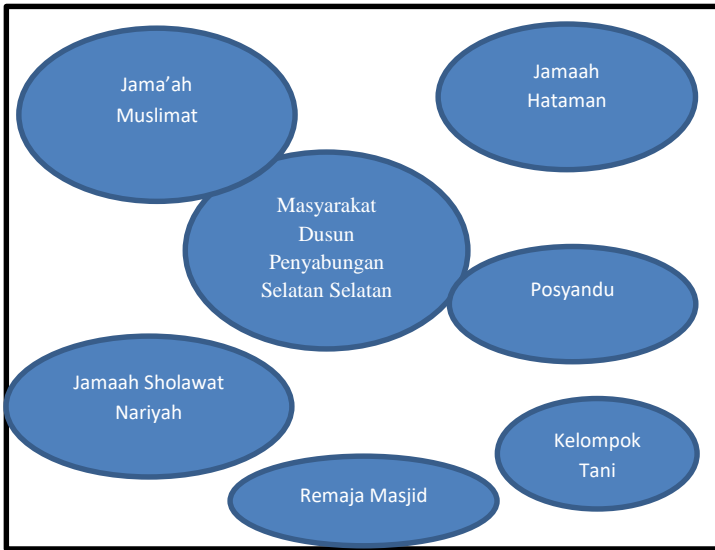 Jama’ah
Muslimat
Jamaah
Hataman
Masyarakat
Dusun
Penyabungan
Selatan Selatan
Posyandu
Jamaah Sholawat
Nariyah
Kelompok
Tani
Remaja Masjid